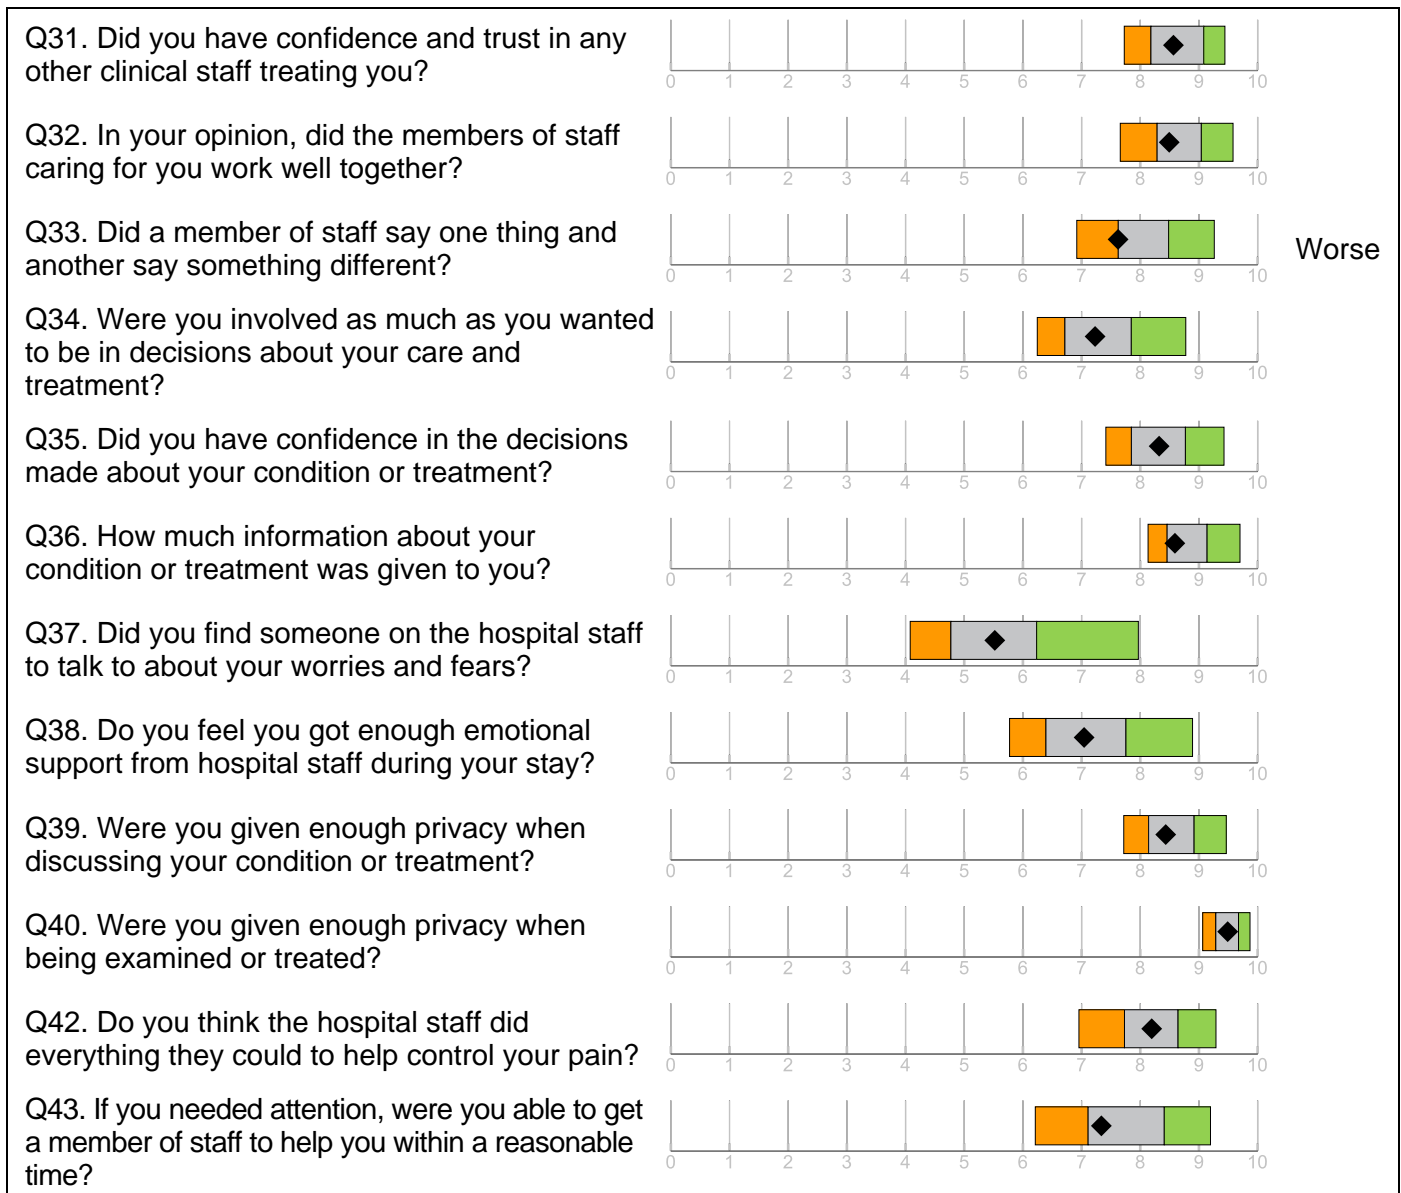 Q31. Did you have confidence and trust in any
other clinical staff treating you?
0 1 2 3 4 5 6 7 8 9 10
Q32. In your opinion, did the members of staff
caring for you work well together?
0 1 2 3 4 5 6 7 8 9 10
Q33. Did a member of staff say one thing and
another say something different?
Worse
0 1 2 3 4 5 6 7 8 9 10
Q34. Were you involved as much as you wanted
to be in decisions about your care and
treatment?
0 1 2 3 4 5 6 7 8 9 10
Q35. Did you have confidence in the decisions
made about your condition or treatment?
0 1 2 3 4 5 6 7 8 9 10
Q36. How much information about your
condition or treatment was given to you?
0 1 2 3 4 5 6 7 8 9 10
Q37. Did you find someone on the hospital staff
to talk to about your worries and fears?
0 1 2 3 4 5 6 7 8 9 10
Q38. Do you feel you got enough emotional
support from hospital staff during your stay?
0 1 2 3 4 5 6 7 8 9 10
Q39. Were you given enough privacy when
discussing your condition or treatment?
0 1 2 3 4 5 6 7 8 9 10
Q40. Were you given enough privacy when
being examined or treated?
0 1 2 3 4 5 6 7 8 9 10
Q42. Do you think the hospital staff did
everything they could to help control your pain?
0 1 2 3 4 5 6 7 8 9 10
Q43. If you needed attention, were you able to get
a member of staff to help you within a reasonable
time?
0 1 2 3 4 5 6 7 8 9 10